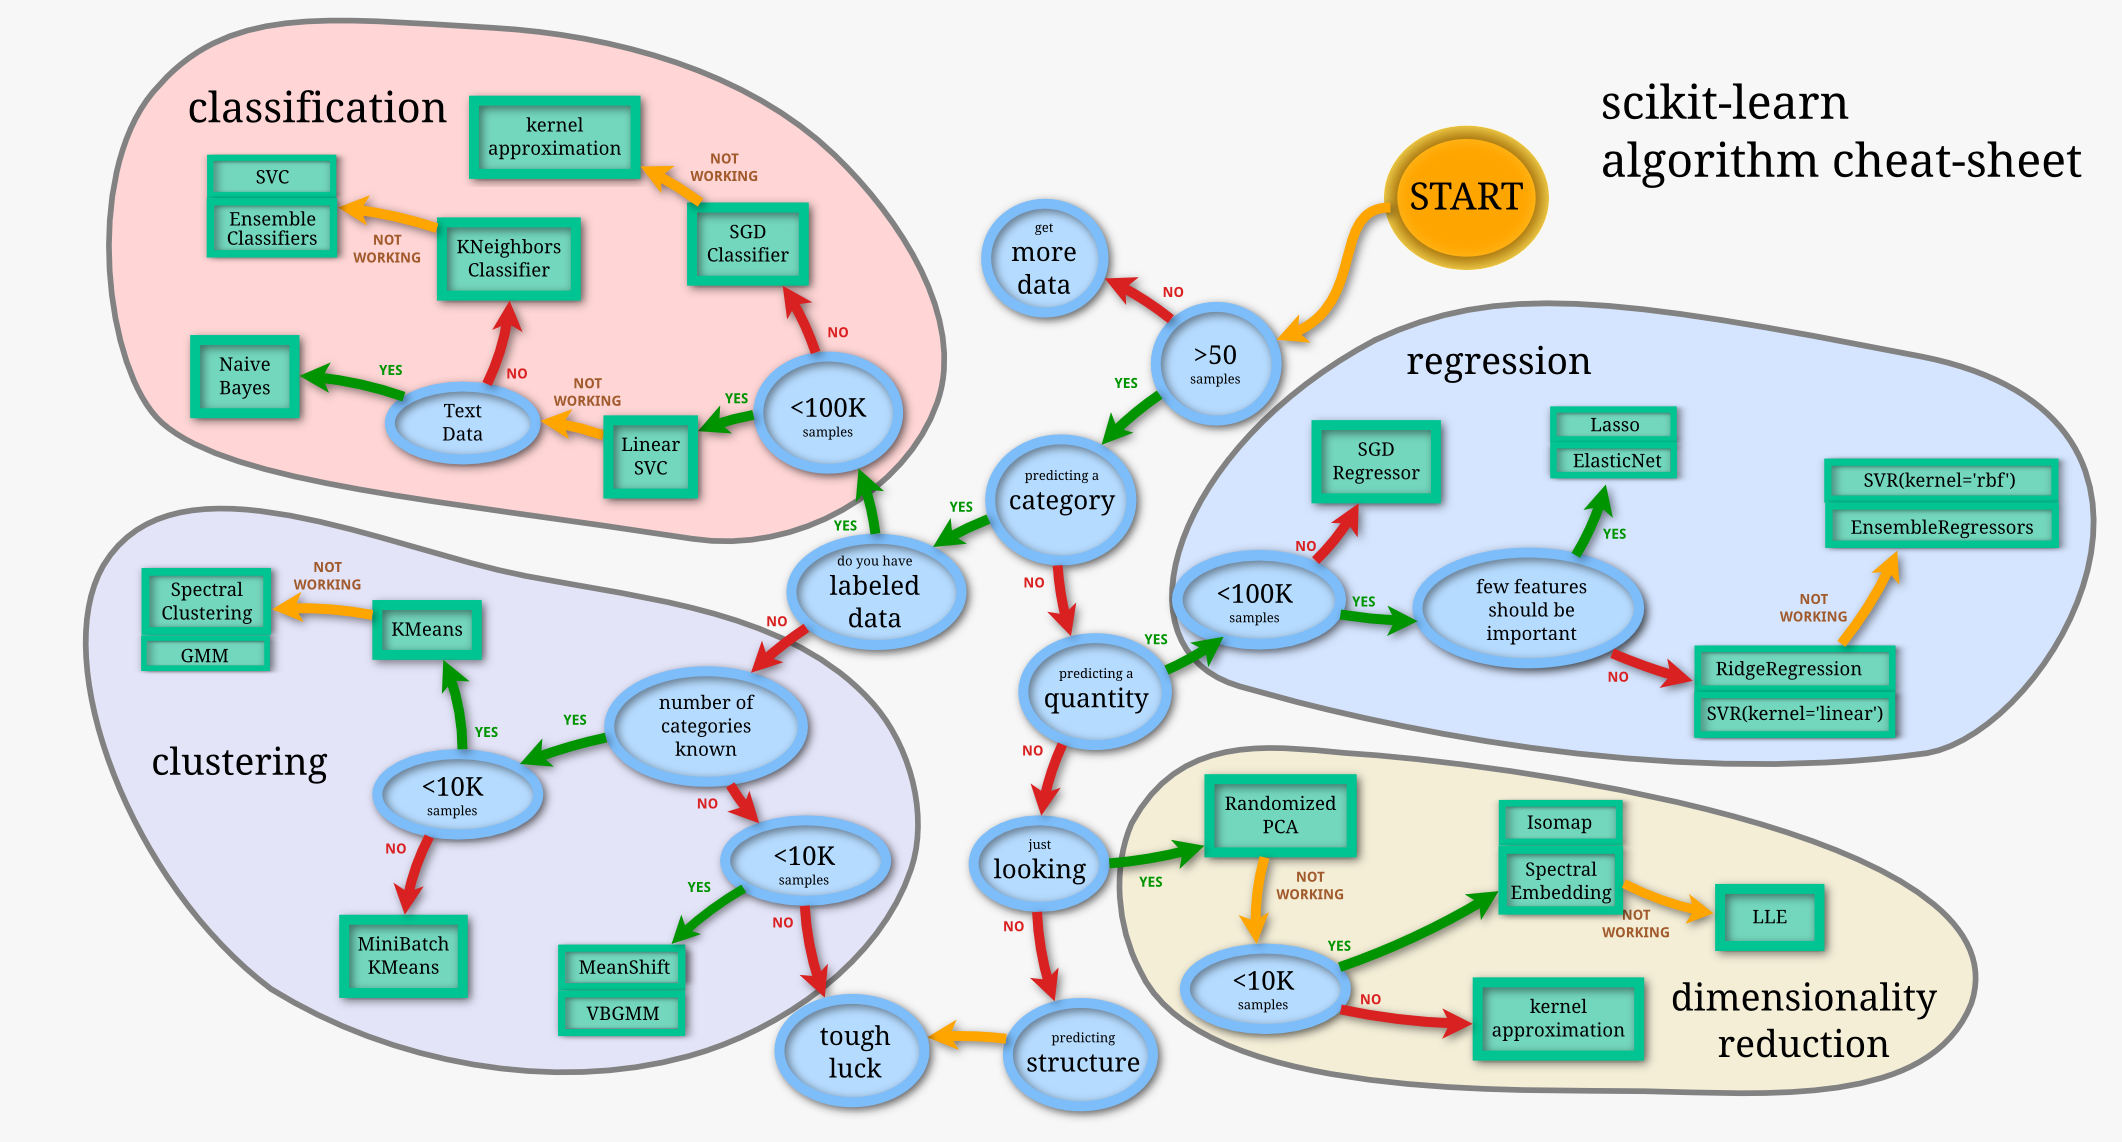 scikit-learn
algorithm cheat-sheet
START
classification
kernel
approximation
NOT
WORKING
SVC
Ensemble
Classifiers
NOT
WORKING
KNeighbors
Classifier
SGD
Classifier
NO
Naive
Bayes
YES
Text
Data
NO
NOT
WORKING
Linear
SVC
YES
<100K
samples
YES
get
more
data
NO
>50
samples
YES
predicting a
category
YES
NO
do you have
labeled
data
NO
predicting a
quantity
YES
NO
just
looking
YES
NO
predicting
structure
tough
luck
regression
SGD
Regressor
NO
<100K
samples
YES
few features
should be
important
YES
Lasso
ElasticNet
NO
RidgeRegression
SVR(kernel='linear')
NOT
WORKING
SVR(kernel='rbf')
EnsembleRegressors
clustering
Spectral
Clustering
GMM
NOT
WORKING
KMeans
YES
<10K
samples
NO
MiniBatch
KMeans
YES
number of
categories
known
NO
<10K
samples
YES
MeanShift
VBGMM
NO
Randomized
PCA
NOT
WORKING
<10K
samples
YES
Isomap
Spectral
Embedding
NOT
WORKING
LLE
NO
kernel
approximation
dimensionality
reduction